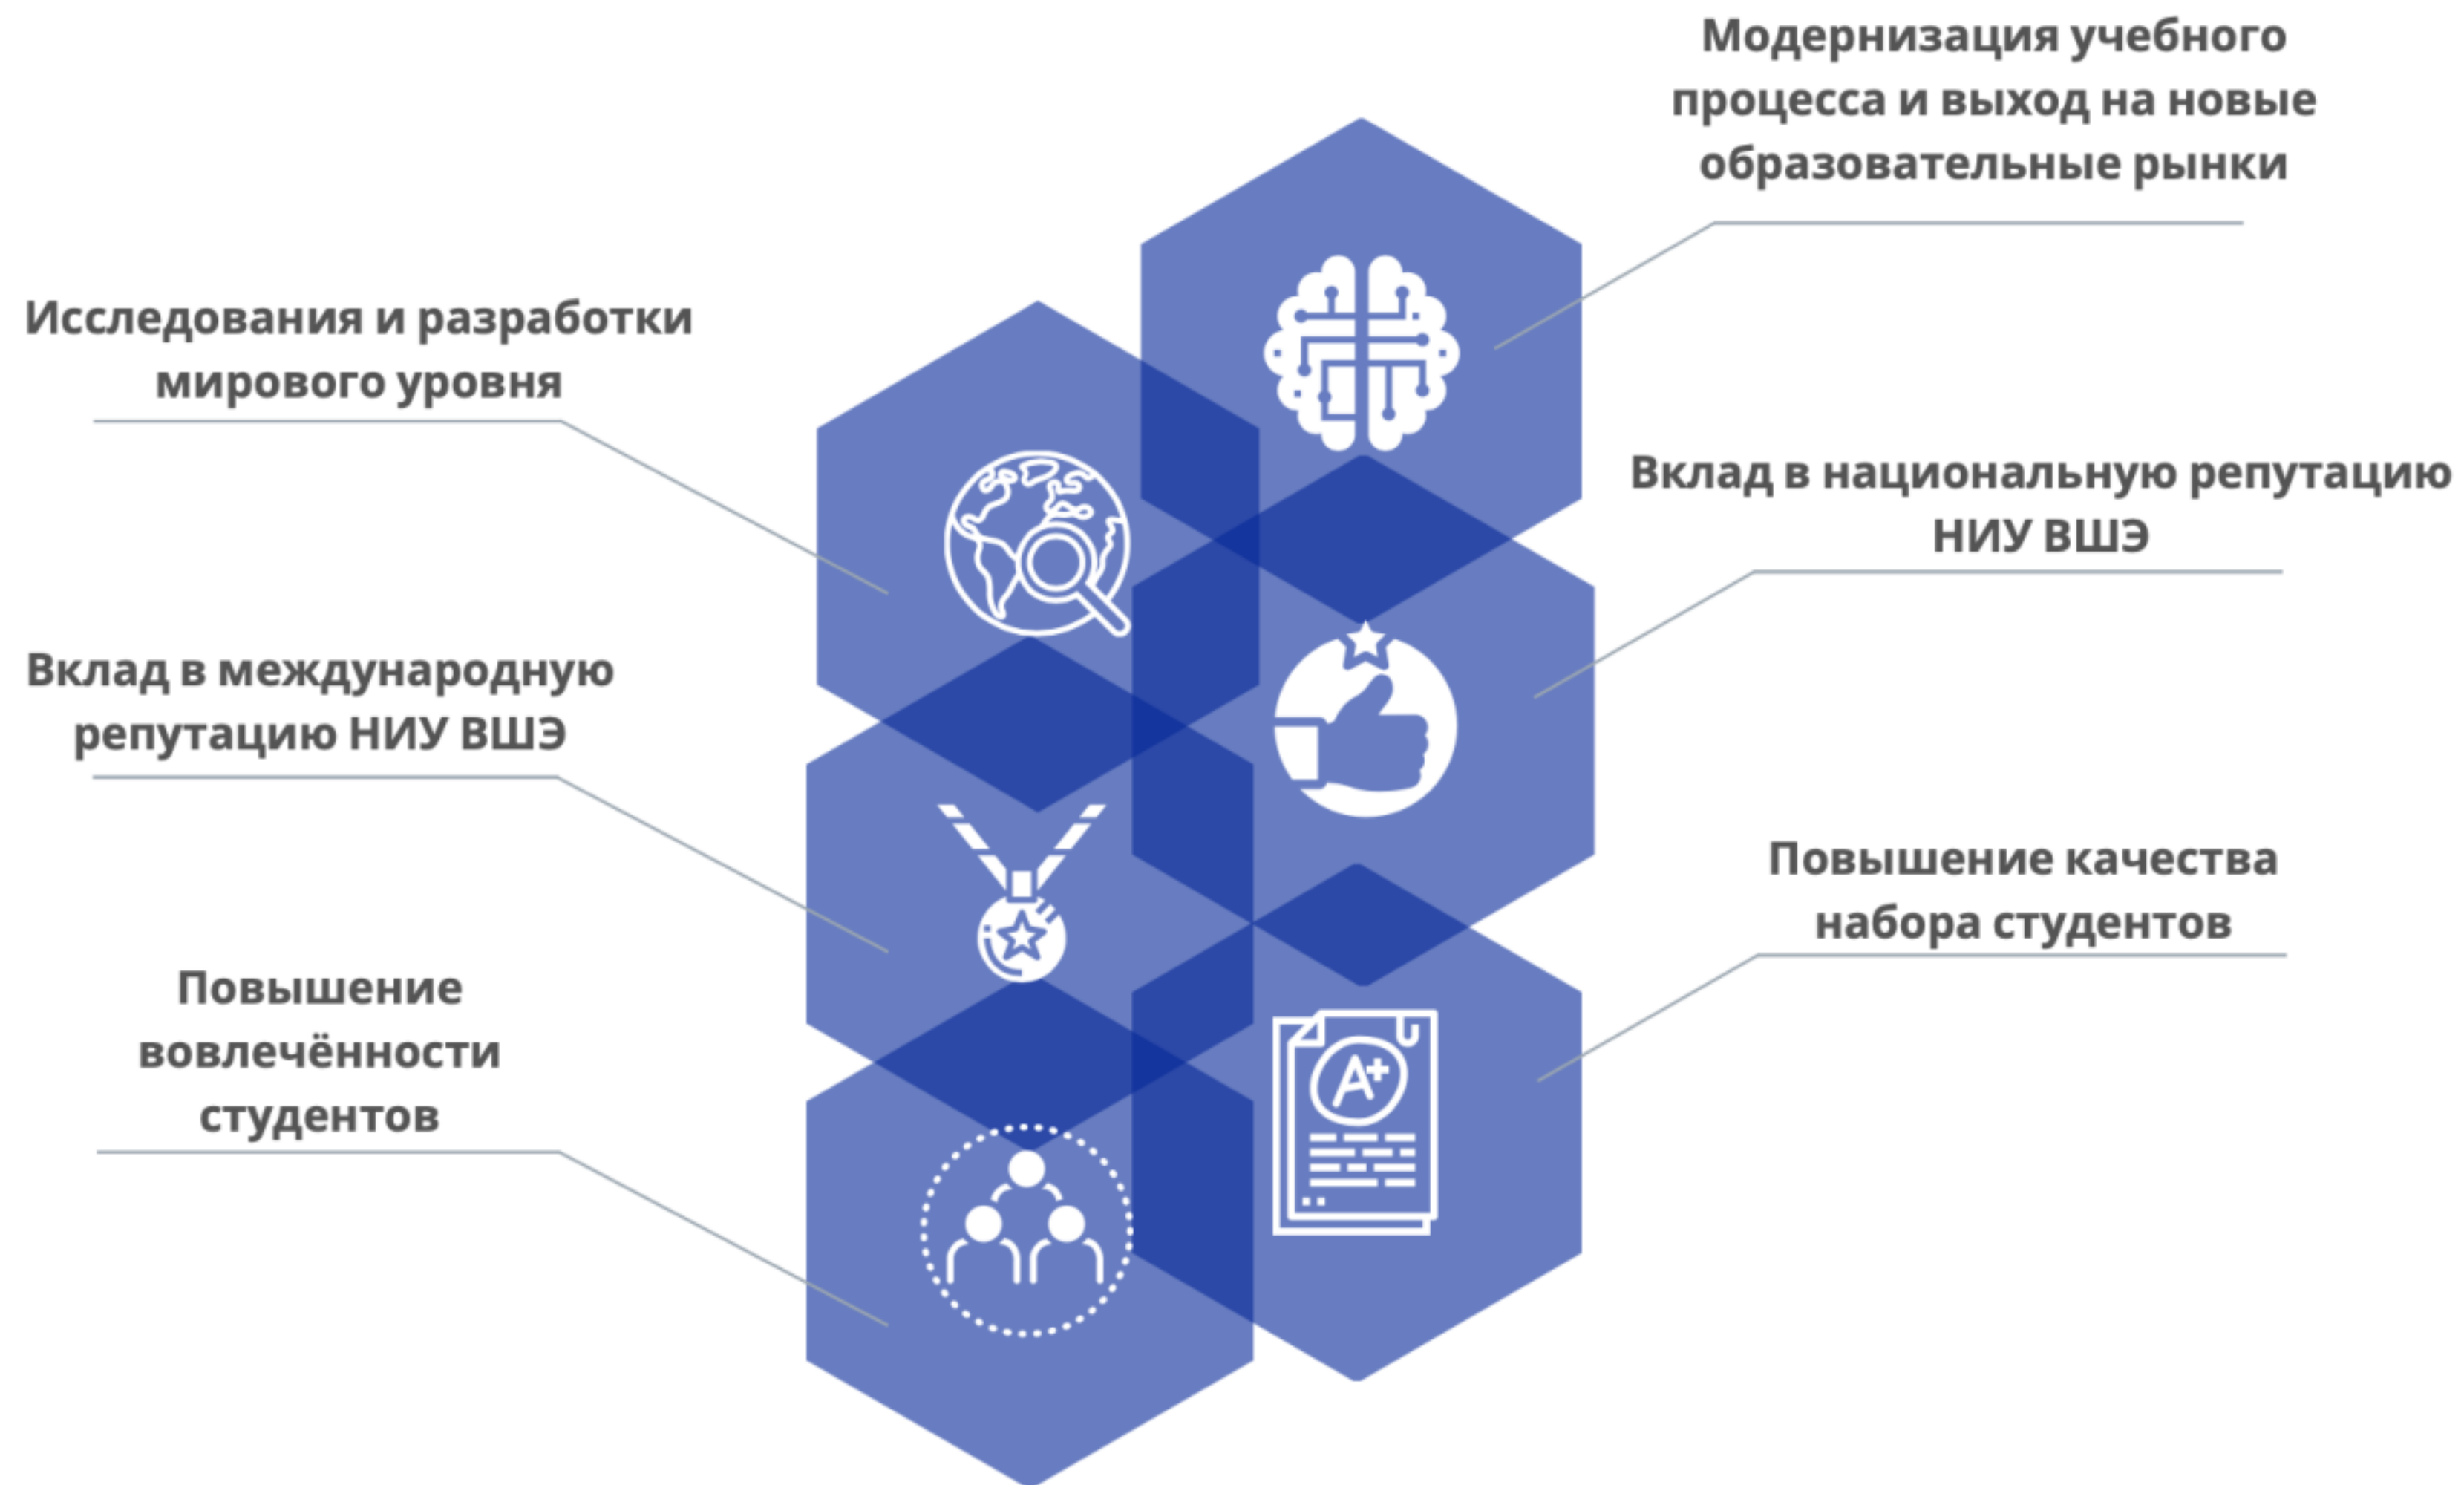 Модернизация учебного
процесса и выход на новые
образовательные рынки
Исследования и разработки
мирового уровня
Вклад в национальную репутацию
НИУ ВШЭ
Вклад в международную
репутацию НИУ ВШЭ
Повышение качества
набора студентов
Повышение
вовлечённости
студентов
A+